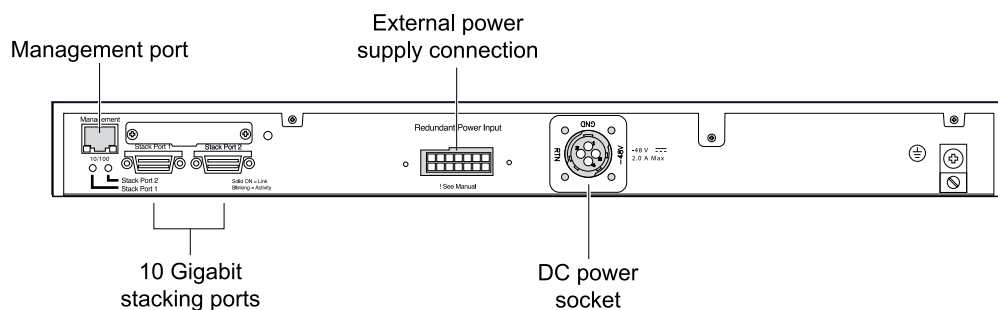 External power
supply connection
Management port
Management
Stack Port 1
Stack Port 2
10/100
Stack Port 2
Stack Port 1
Solid ON = Link
Blinking = Activity
Redundant Power Input
! See Manual
GND
RTN
-48V
-48 V
2.0 A Max
10 Gigabit
stacking ports
DC power
socket